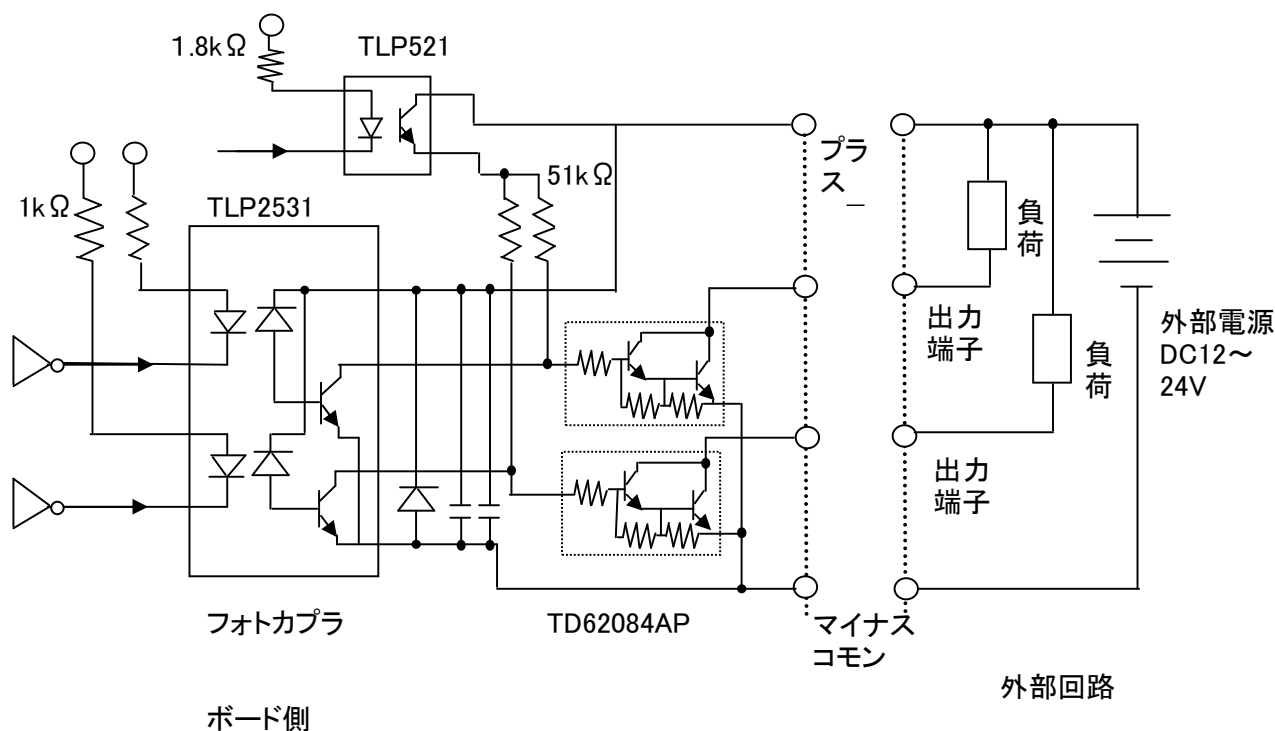 1.8kΩ
TLP521
1kΩ
TLP2531
51kΩ
プラ
ス
負
荷
出力
端子
負
荷
外部電源
DC12～
24V
出力
端子
フォトカプラ
TD62084AP
マイナス
コモン
外部回路
ボード側